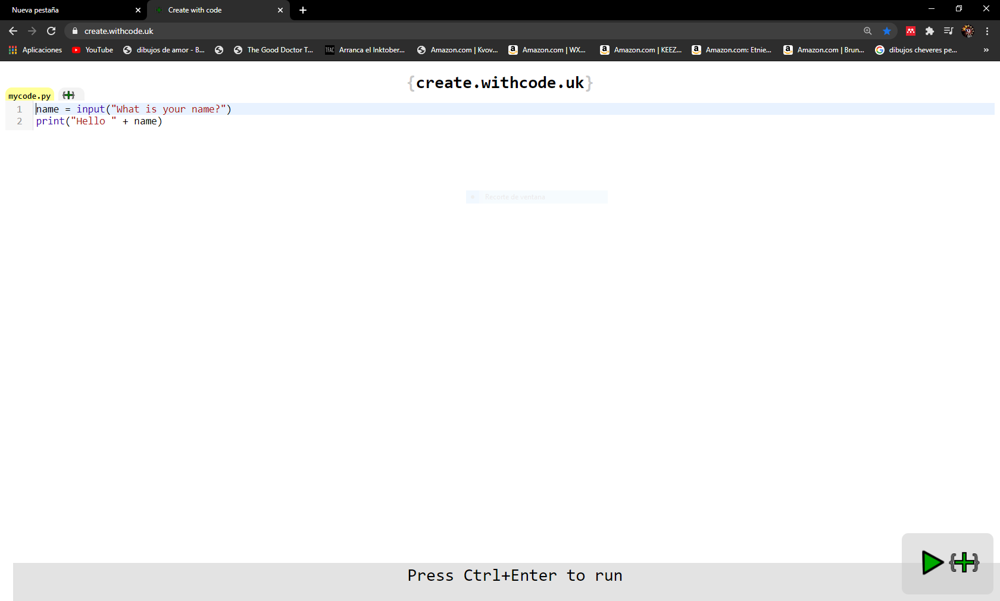 Nueva pestaña
Create with code
create.withcode.uk
Aplicaciones YouTube dibujos de amor - B... The Good Doctor T... TFAC Arranca el Inktober... Amazon.com | Kvov... Amazon.com | WX... Amazon.com | KEEZ... Amazon.com: Etnie... Amazon.com | Brun... dibujos cheveres pe... »
{create.withcode.uk}
mycode.py
1 name = input("What is your name?")
2 print("Hello " + name)
Recorte de ventana
Press Ctrl+Enter to run